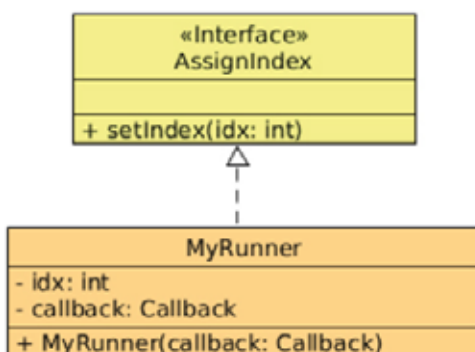 «Interface»
AssignIndex
+ setIndex(idx: int)
MyRunner
- idx: int
- callback: Callback
+ MyRunner(callback: Callback)